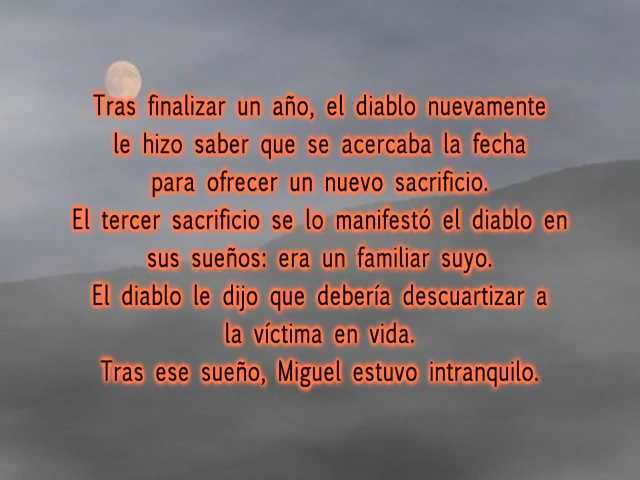 Tras finalizar un año, el diablo nuevamente
le hizo saber que se acercaba la fecha
para ofrecer un nuevo sacrificio.
El tercer sacrificio se lo manifestó el diablo en
sus sueños: era un familiar suyo.
El diablo le dijo que debería descuartizar a
la víctima en vida.
Tras ese sueño, Miguel estuvo intranquilo.